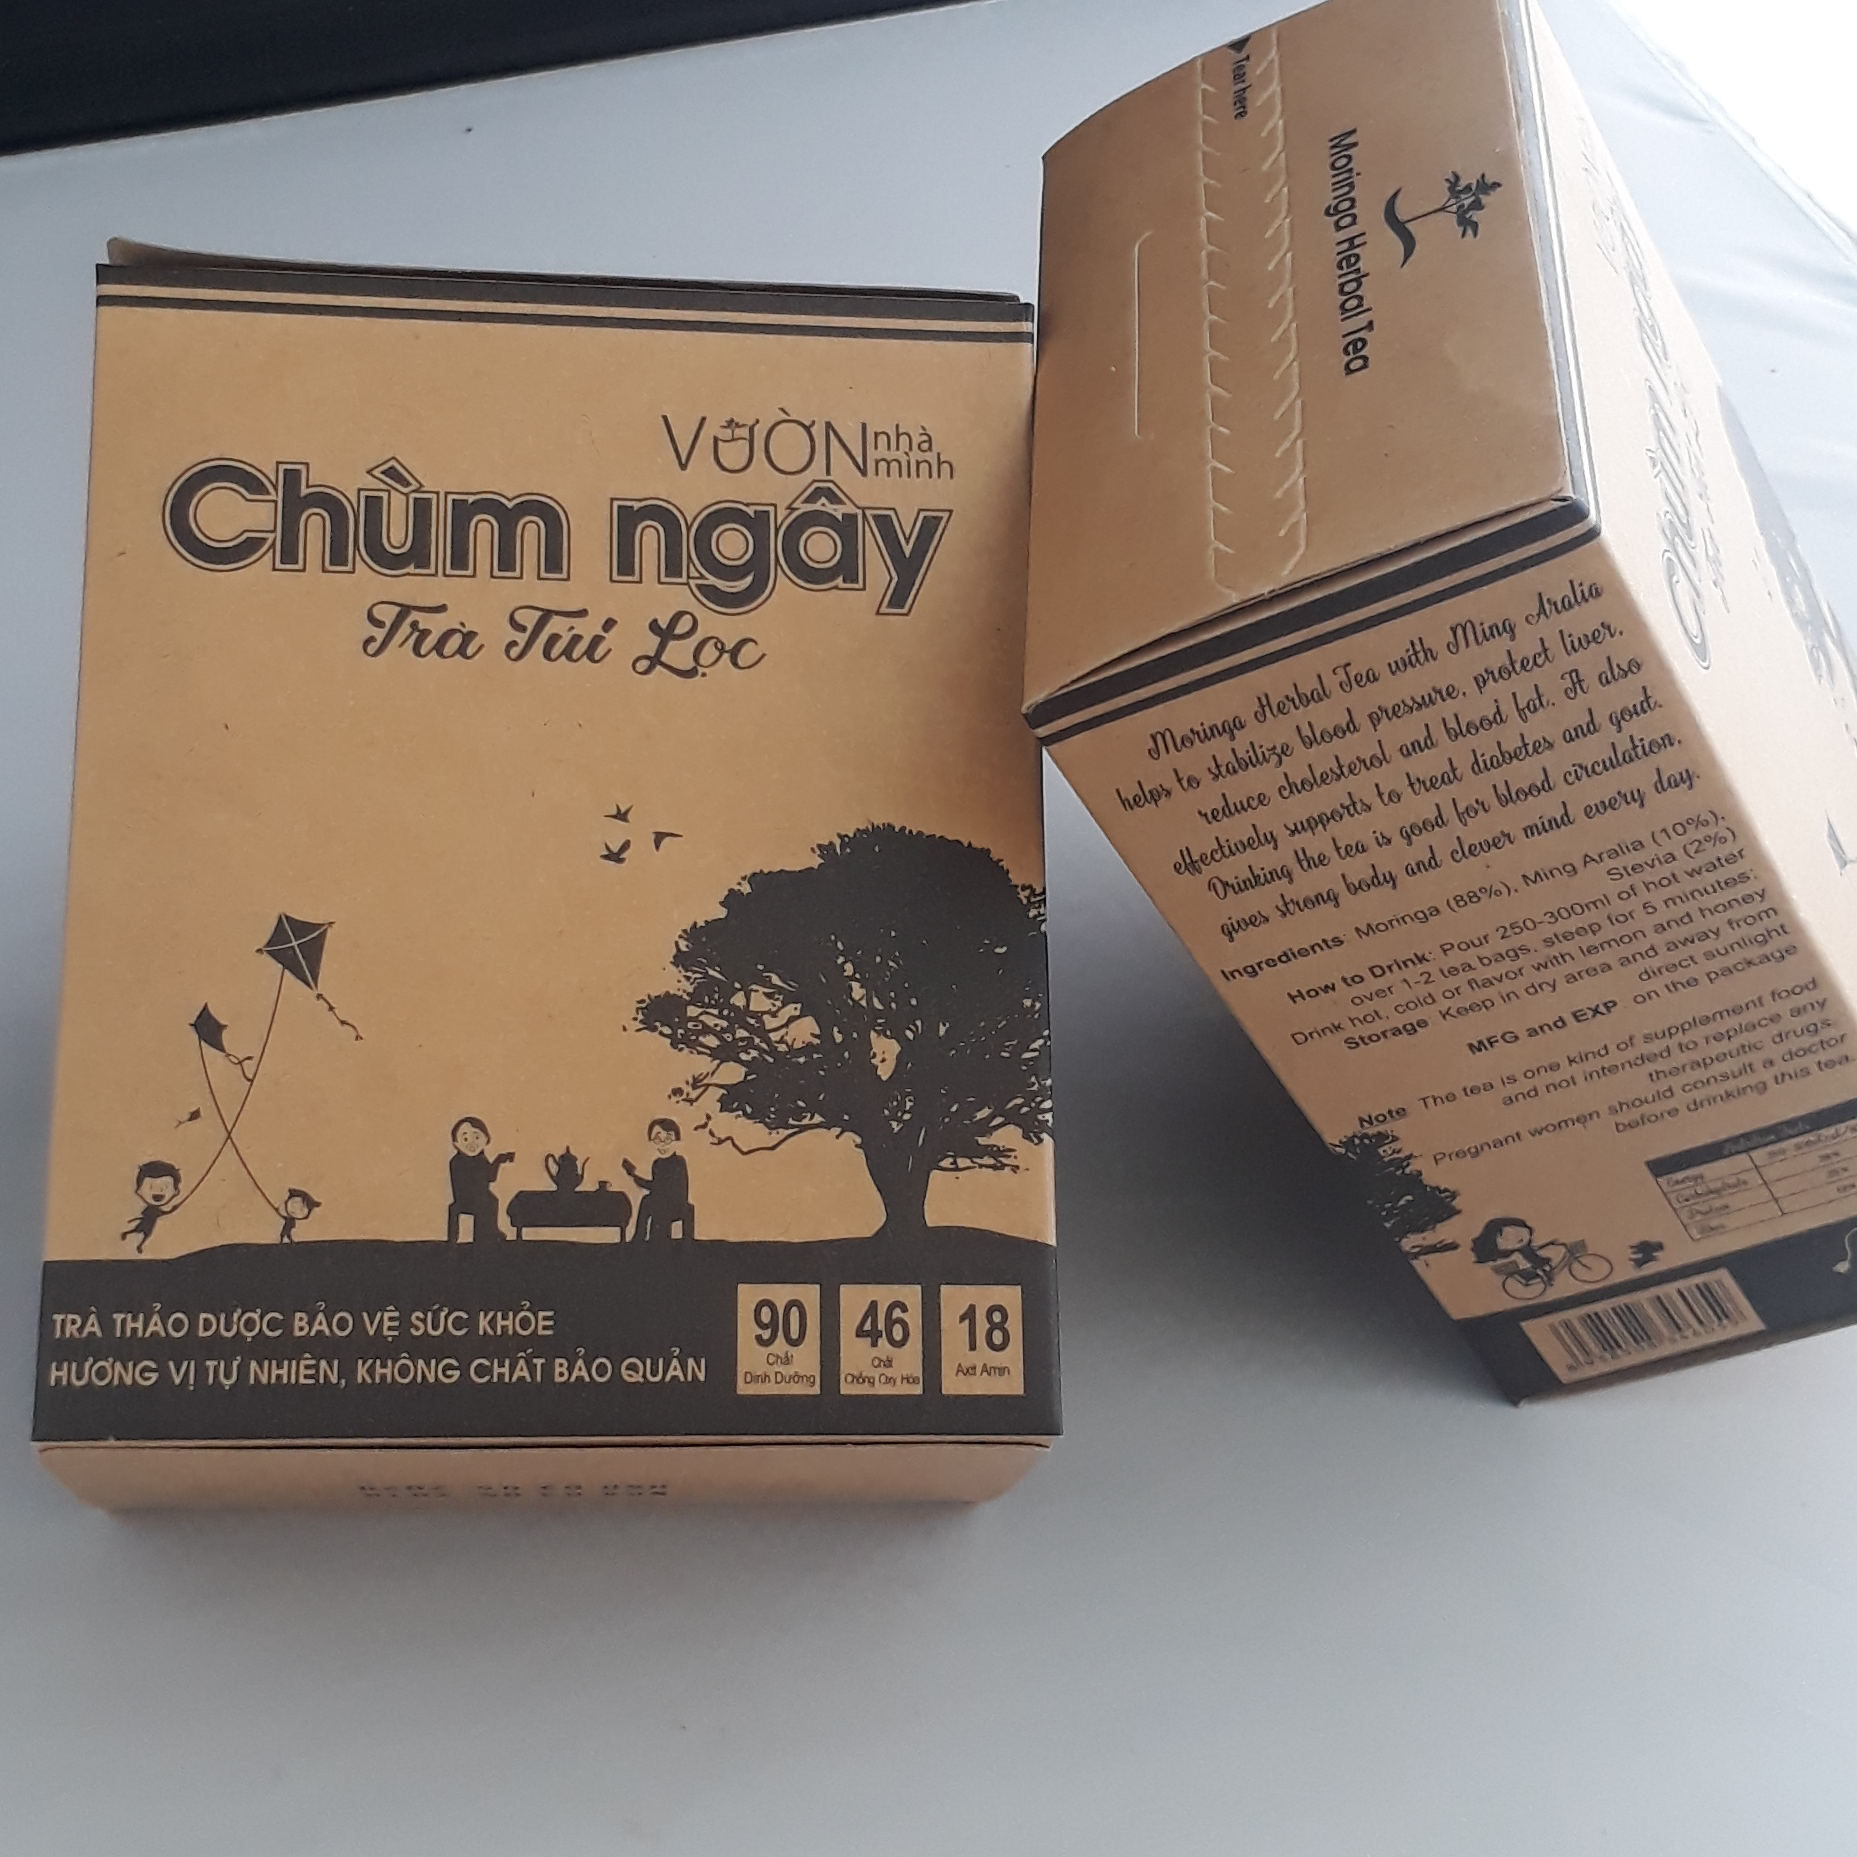 VƯỜN nhà mình
Chùm ngây
Trà Túi Lọc
TRÀ THẢO DƯỢC BẢO VỆ SỨC KHỎE
HƯƠNG VỊ TỰ NHIÊN, KHÔNG CHẤT BẢO QUẢN
90
Chất
Dinh Dưỡng
46
Chất
Chống Oxy Hóa
18
Axit Amin
Tear here
Moringa Herbal Tea
Moringa Herbal Tea with Ming Aralia
helps to stabilize blood pressure, protect liver,
reduce cholesterol and blood fat. It also
effectively supports to treat diabetes and gout.
Drinking the tea is good for blood circulation,
gives strong body and clever mind every day.
Ingredients: Moringa (88%), Ming Aralia (10%),
Stevia (2%)
How to Drink: Pour 250-300ml of hot water
over 1-2 tea bags, steep for 5 minutes;
Drink hot, cold or flavor with lemon and honey
Storage: Keep in dry area and away from
direct sunlight
MFG and EXP: on the package
Note: The tea is one kind of supplement food
and not intended to replace any
therapeutic drugs.
Pregnant women should consult a doctor
before drinking this tea.
Energy
Carbohydrate
Protein